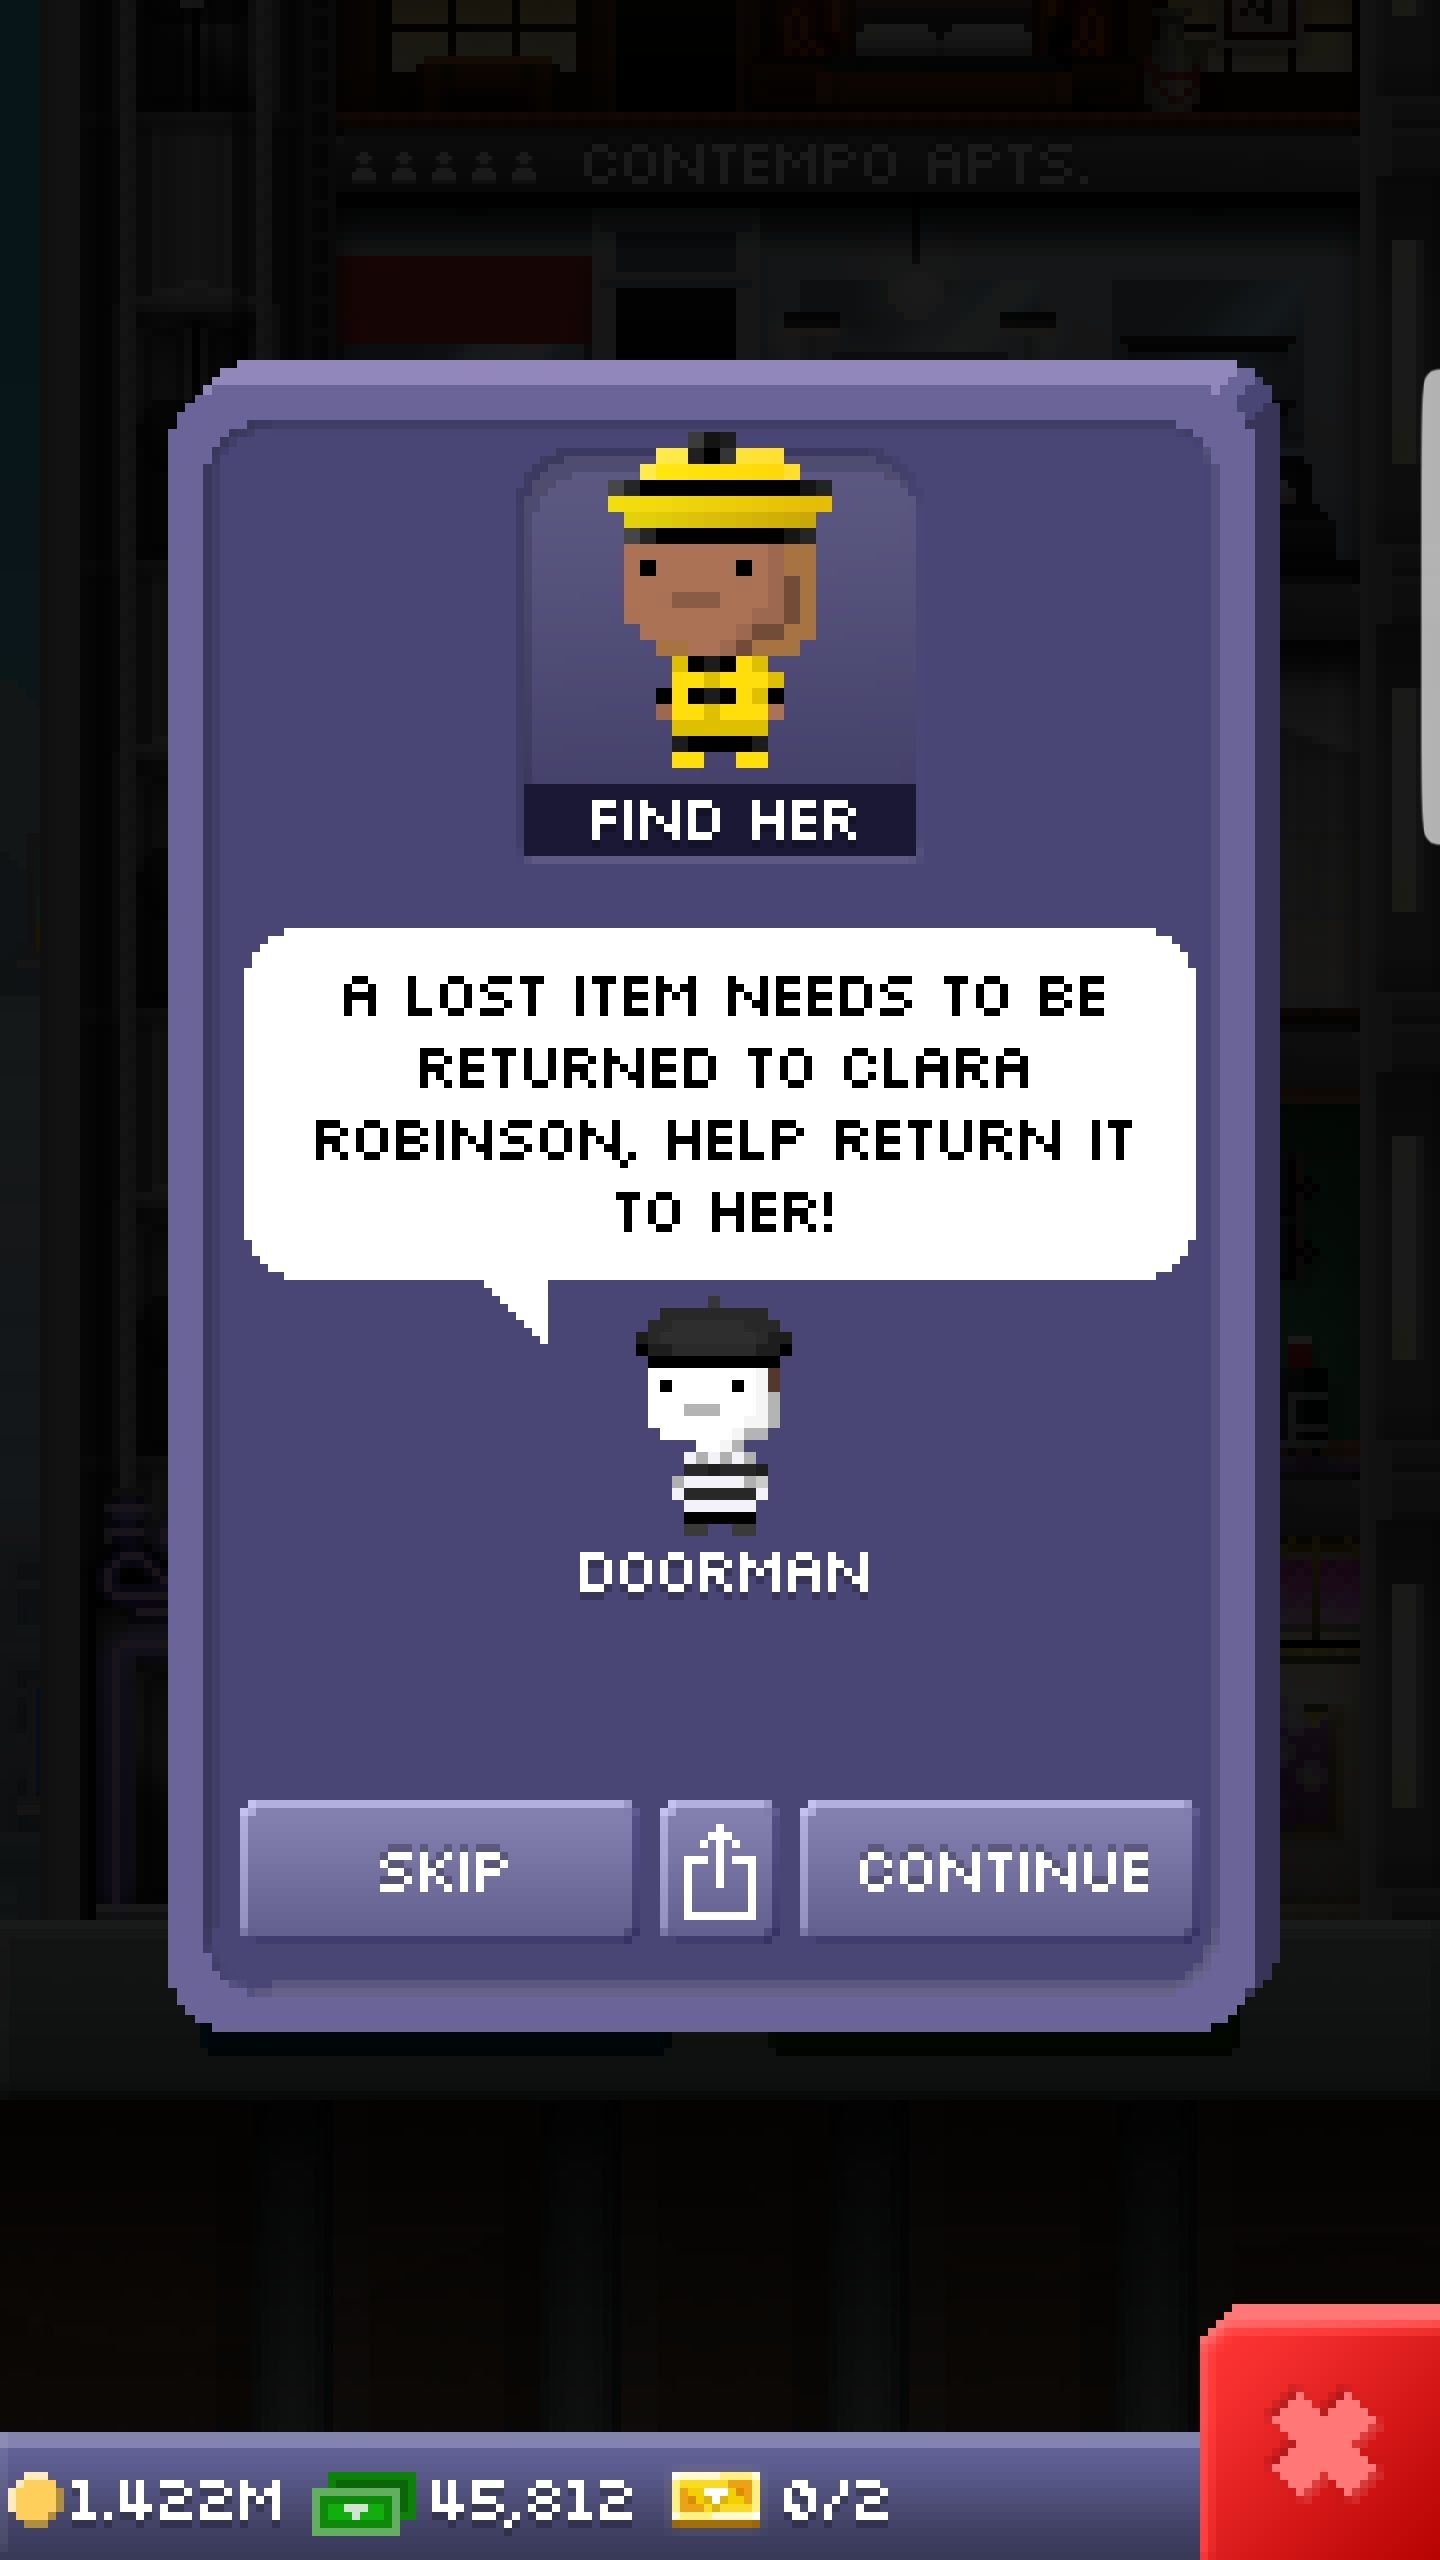 CONTEMPO APTS.
FIND HER
A LOST ITEM NEEDS TO BE
RETURNED TO CLARA
ROBINSON, HELP RETURN IT
TO HER!
DOORMAN
SKIP
CONTINUE
1.422M 45,812 0/2